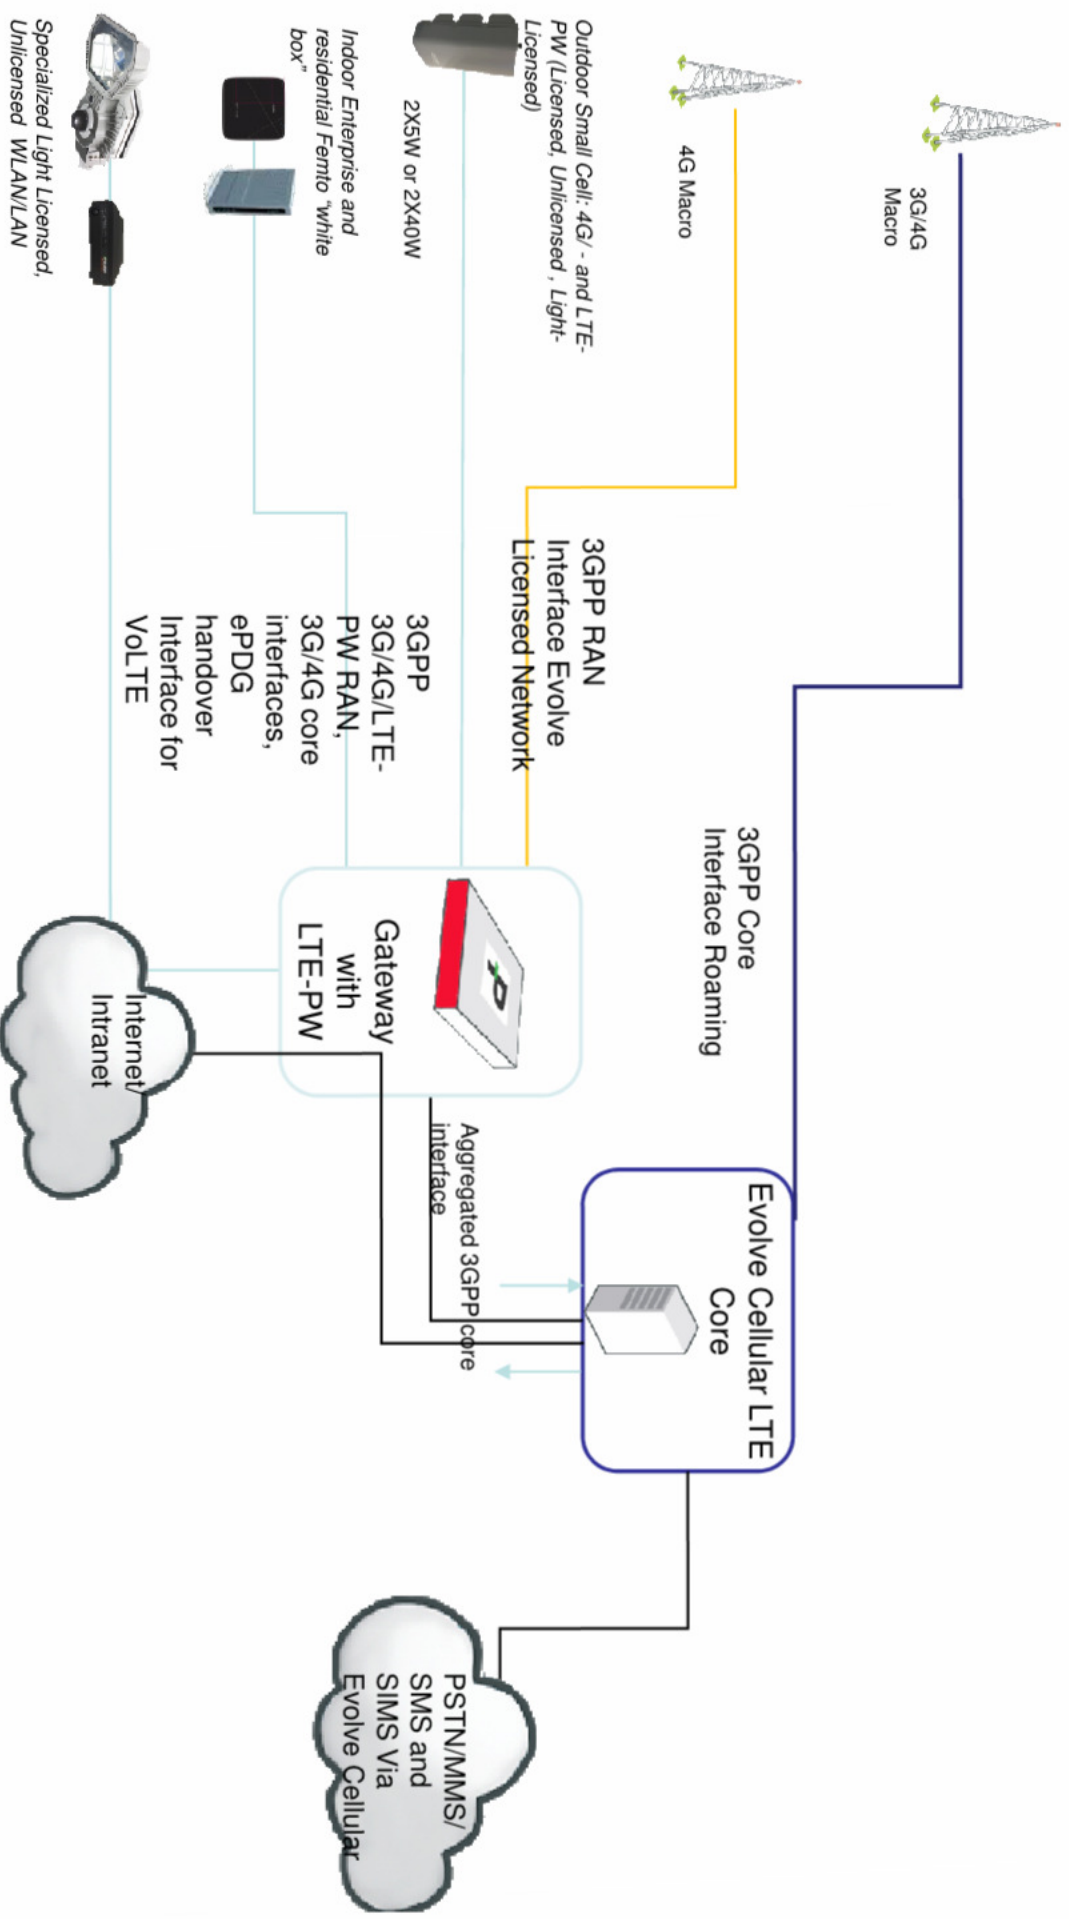 3G/4G
Macro
4G Macro
Outdoor Small Cell: 4G/ - and LTE-
PW (Licensed, Unlicensed , Light-
Licensed)
2X5W or 2X40W
Indoor Enterprise and
residential Femto “white
box”
Specialized Light Licensed,
Unlicensed WLAN/LAN
3GPP Core
Interface Roaming
3GPP RAN
Interface Evolve
Licensed Network
3GPP
3G/4G/LTE-
PW RAN,
3G/4G core
interfaces,
ePDG
handover
Interface for
VoLTE
Gateway
with
LTE-PW
Internet/
Intranet
Aggregated 3GPP core
interface
Evolve Cellular LTE
Core
PSTN/MMS/
SMS and
SIMS Via
Evolve Cellular